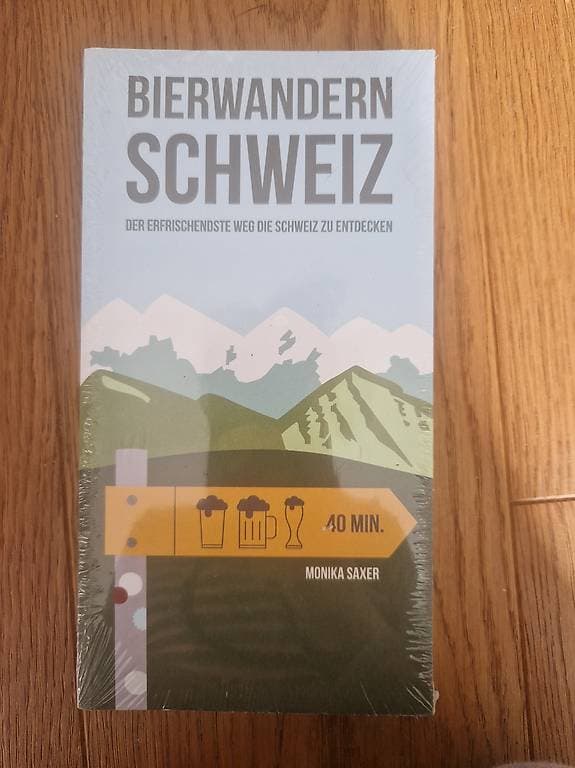 BIERWANDERN
SCHWEIZ
DER ERFRISCHENDSTE WEG DIE SCHWEIZ ZU ENTDECKEN
40 MIN.
MONIKA SAXER